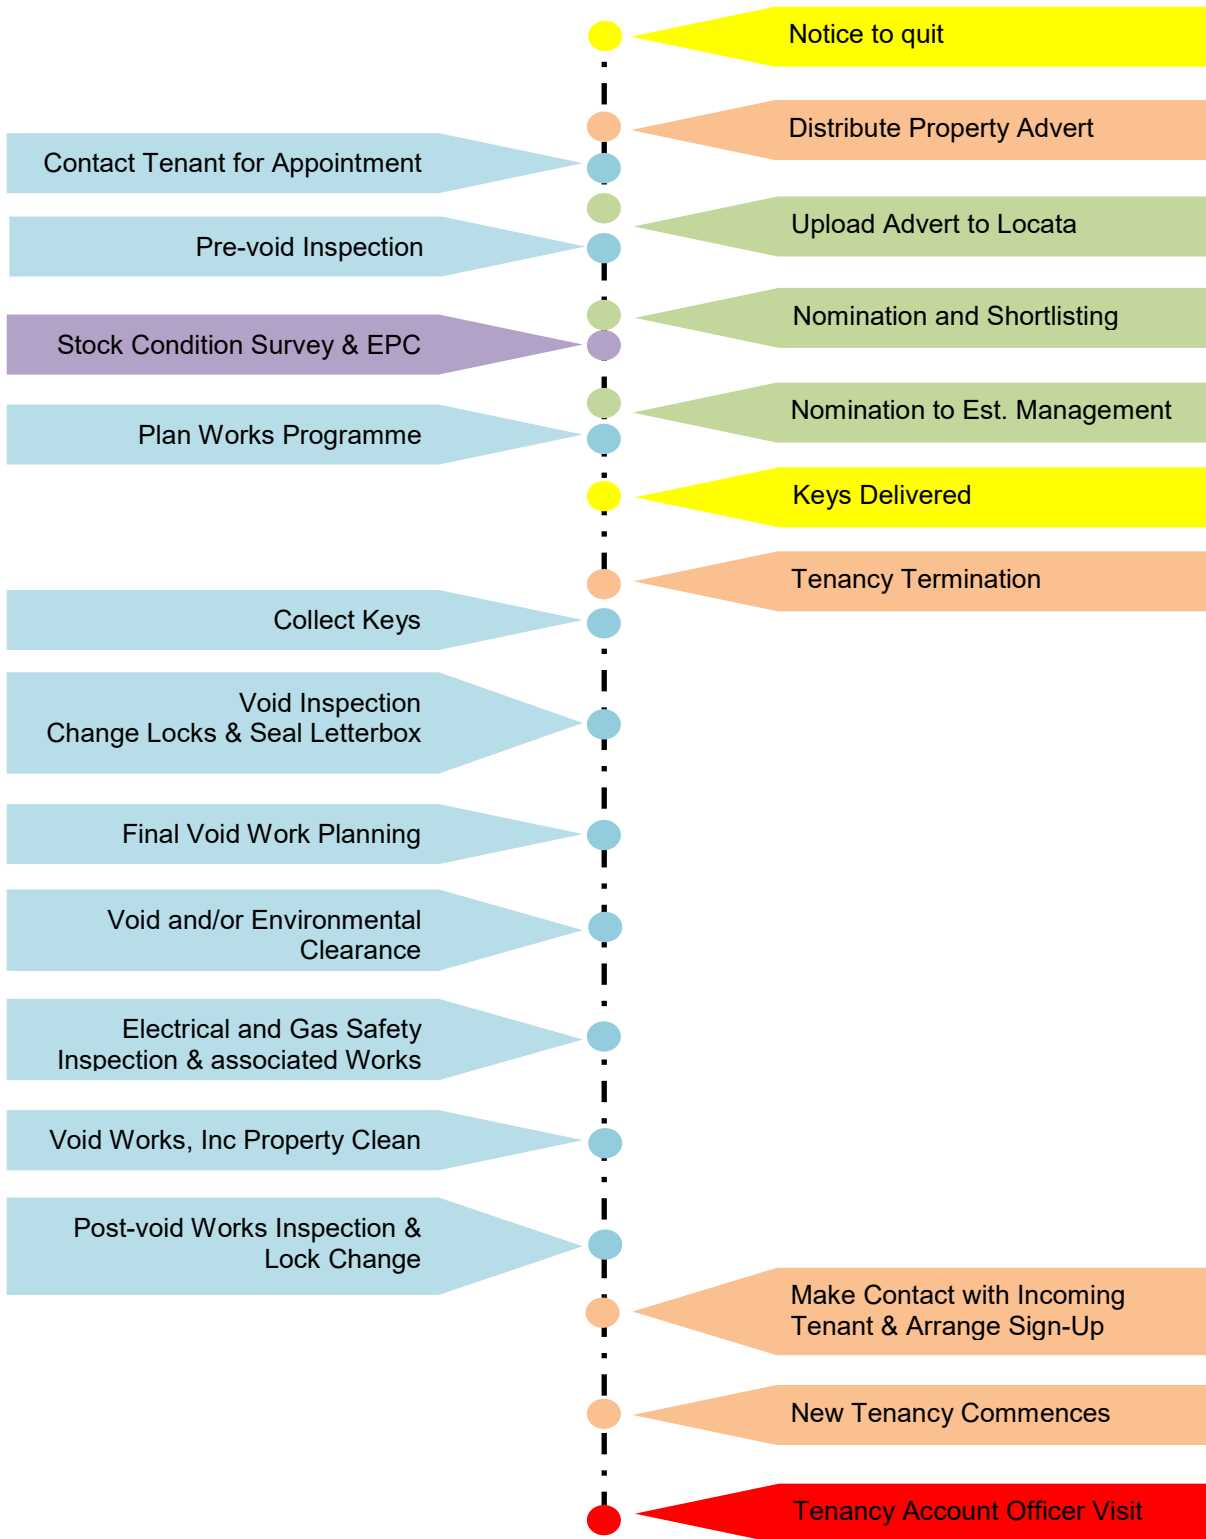 Notice to quit
Distribute Property Advert
Contact Tenant for Appointment
Upload Advert to Locata
Pre-void Inspection
Nomination and Shortlisting
Stock Condition Survey & EPC
Nomination to Est. Management
Plan Works Programme
Keys Delivered
Tenancy Termination
Collect Keys
Void Inspection
Change Locks & Seal Letterbox
Final Void Work Planning
Void and/or Environmental
Clearance
Electrical and Gas Safety
Inspection & associated Works
Void Works, Inc Property Clean
Post-void Works Inspection &
Lock Change
Make Contact with Incoming
Tenant & Arrange Sign-Up
New Tenancy Commences
Tenancy Account Officer Visit